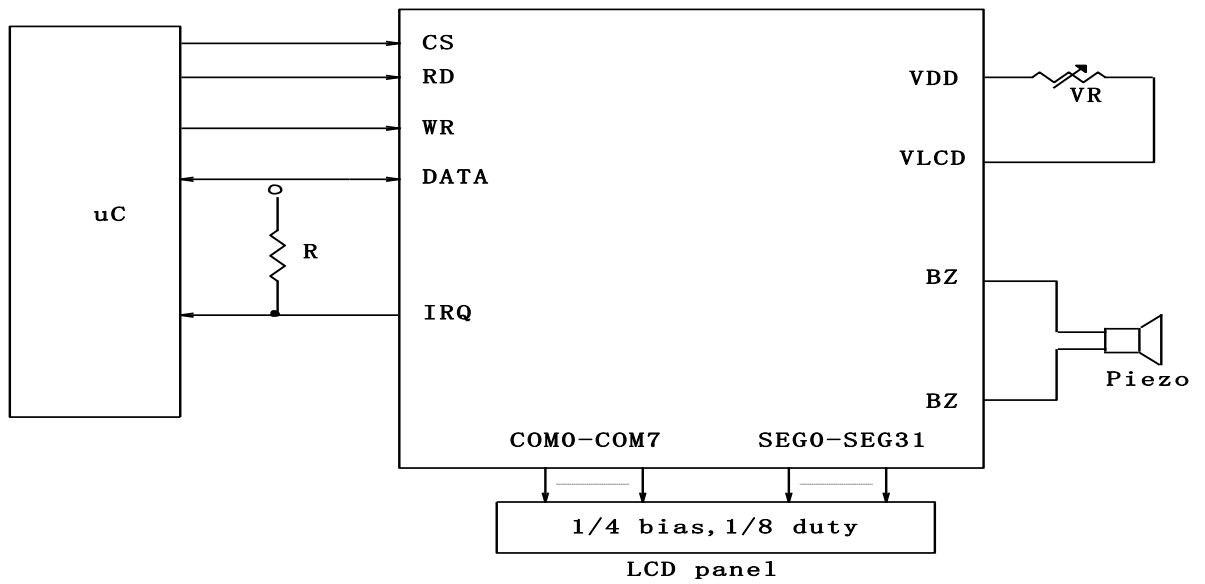 CS
RD
VDD
VR
WR
VLCD
DATA
uC
R
BZ
IRQ
Piezo
BZ
COM0-COM7
SEG0-SEG31
1/4 bias,1/8 duty
LCD panel